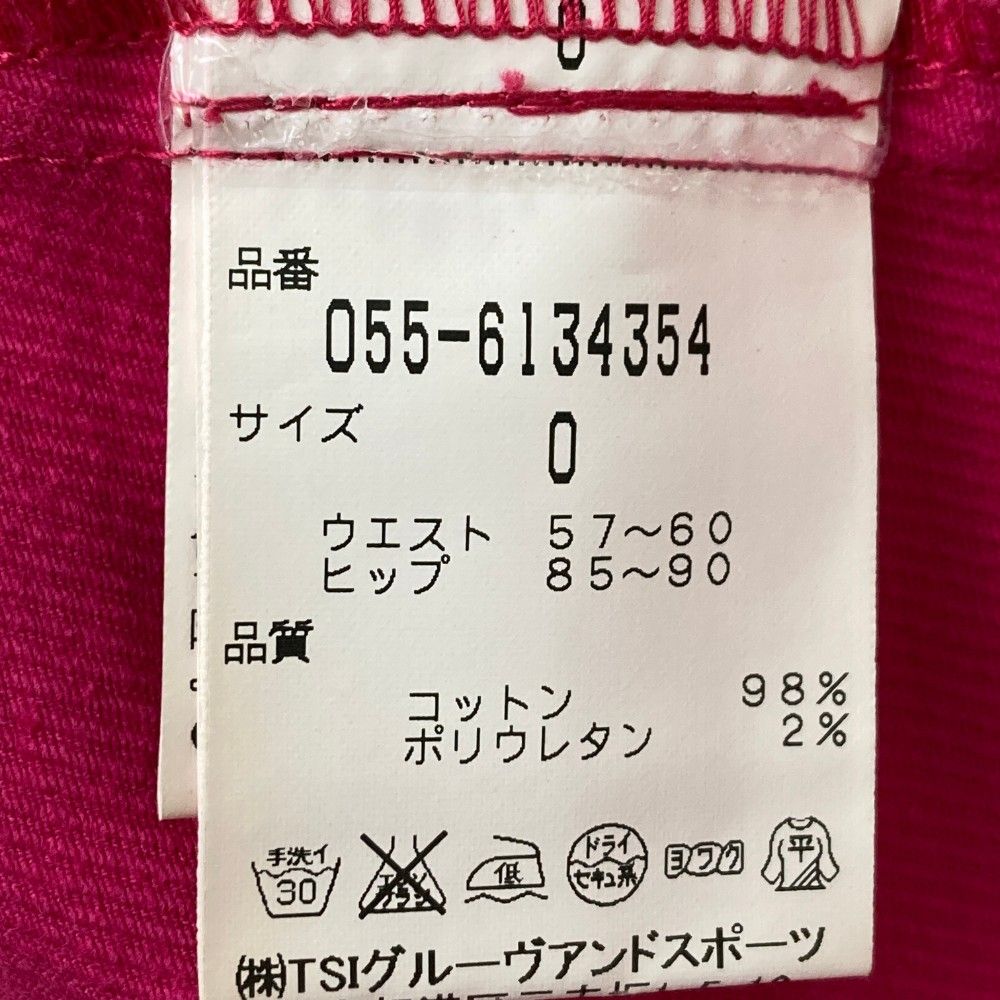 0
品番
055-6134354
サイズ
0
ウエスト 57～60
ヒップ 85～90
品質
コットン 98%
ポリウレタン 2%
手洗イ 30 低 ドライ セキユ系 ヨワク 平
㈱TSIグルーヴアンドスポーツ